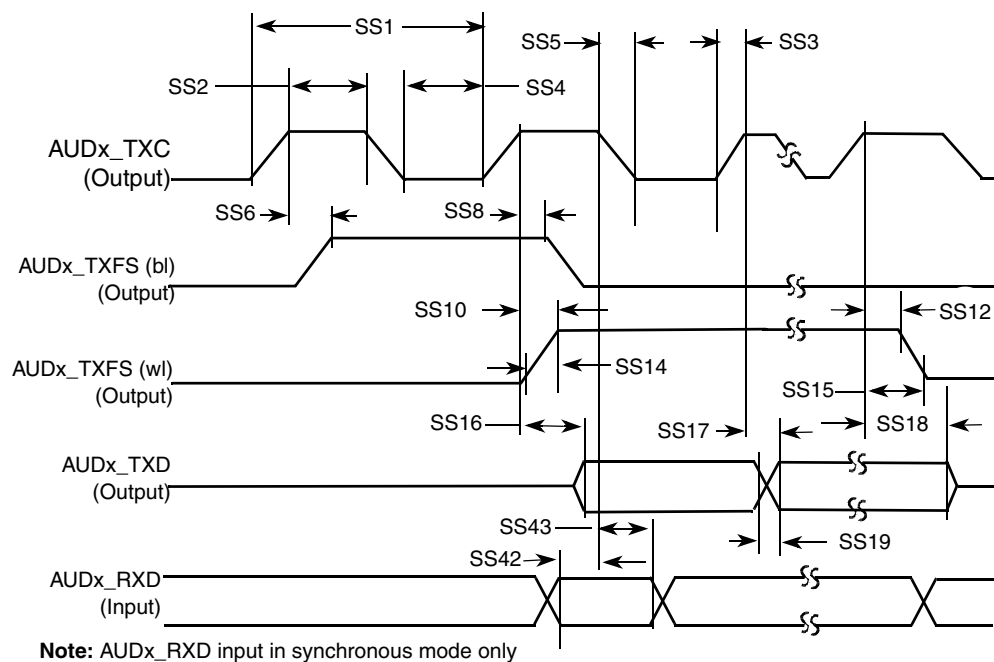 SS1
SS5
SS3
SS2
SS4
AUDx_TXC
(Output)
SS6
SS8
AUDx_TXFS (bl)
(Output)
SS10
SS12
AUDx_TXFS (wl)
(Output)
SS14
SS15
SS16
SS17
SS18
AUDx_TXD
(Output)
SS43
SS19
SS42
AUDx_RXD
(Input)
Note: AUDx_RXD input in synchronous mode only